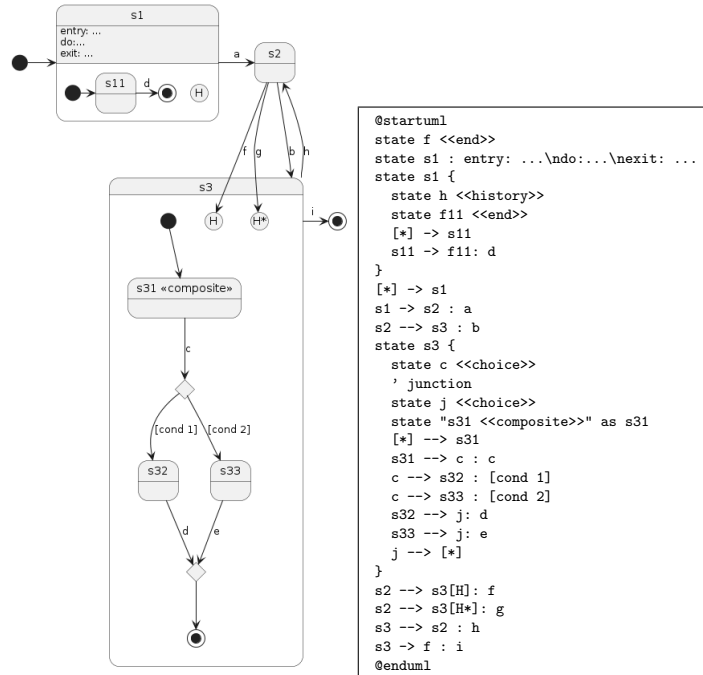 s1
entry: ...
do:...
exit: ...
a
s2
s11
d
H
f
g
b
h
s3
H
H*
i
s31 «composite»
c
[cond 1]
[cond 2]
s32
s33
d
e
@startuml
state f <<end>>
state s1 : entry: ...\ndo:...\nexit: ...
state s1 {
state h <<history>>
state f11 <<end>>
[*] -> s11
s11 -> f11: d
}
[*] -> s1
s1 -> s2 : a
s2 --> s3 : b
state s3 {
state c <<choice>>
’ junction
state j <<choice>>
state "s31 <<composite>>" as s31
[*] --> s31
s31 --> c : c
c --> s32 : [cond 1]
c --> s33 : [cond 2]
s32 --> j: d
s33 --> j: e
j --> [*]
}
s2 --> s3[H]: f
s2 --> s3[H*]: g
s3 --> s2 : h
s3 -> f : i
@enduml